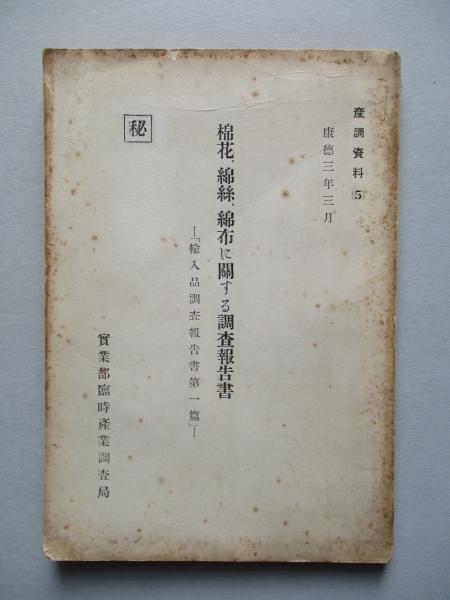 産調資料(5)
康德三年三月
棉花、綿絲、綿布に關する調査報告書
―「輸入品調査報告書第一篇」―
秘
實業部臨時產業調査局